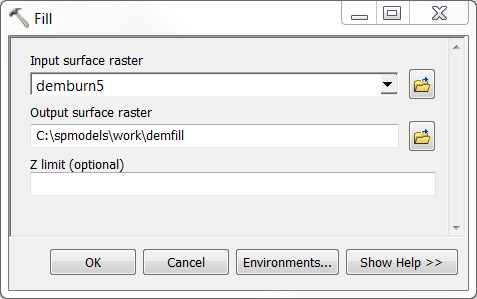 Fill
Input surface raster
demburn5
Output surface raster
C:\spmodels\work\demfill
Z limit (optional)
OK Cancel Environments... Show Help >>